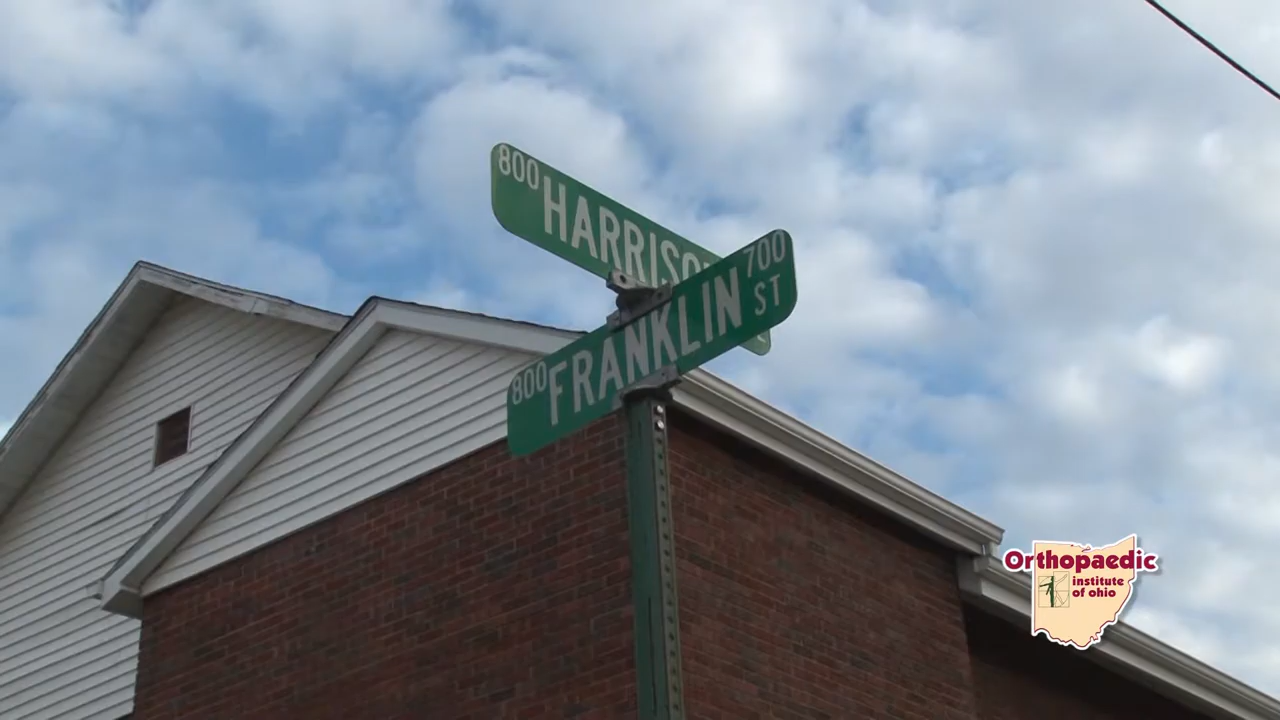 800 HARRISO
800 FRANKLIN 700 ST
Orthopaedic
institute
of ohio